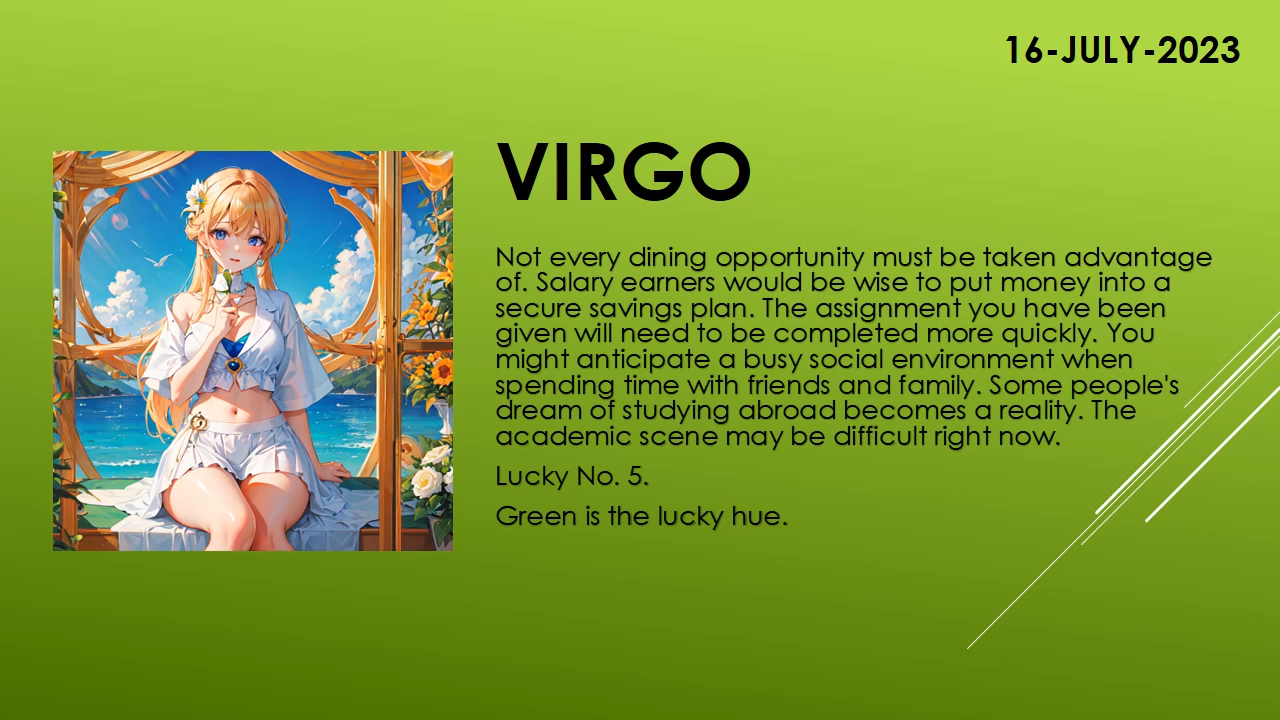 16-JULY-2023
VIRGO
Not every dining opportunity must be taken advantage
of. Salary earners would be wise to put money into a
secure savings plan. The assignment you have been
given will need to be completed more quickly. You
might anticipate a busy social environment when
spending time with friends and family. Some people's
dream of studying abroad becomes a reality. The
academic scene may be difficult right now.
Lucky No. 5.
Green is the lucky hue.